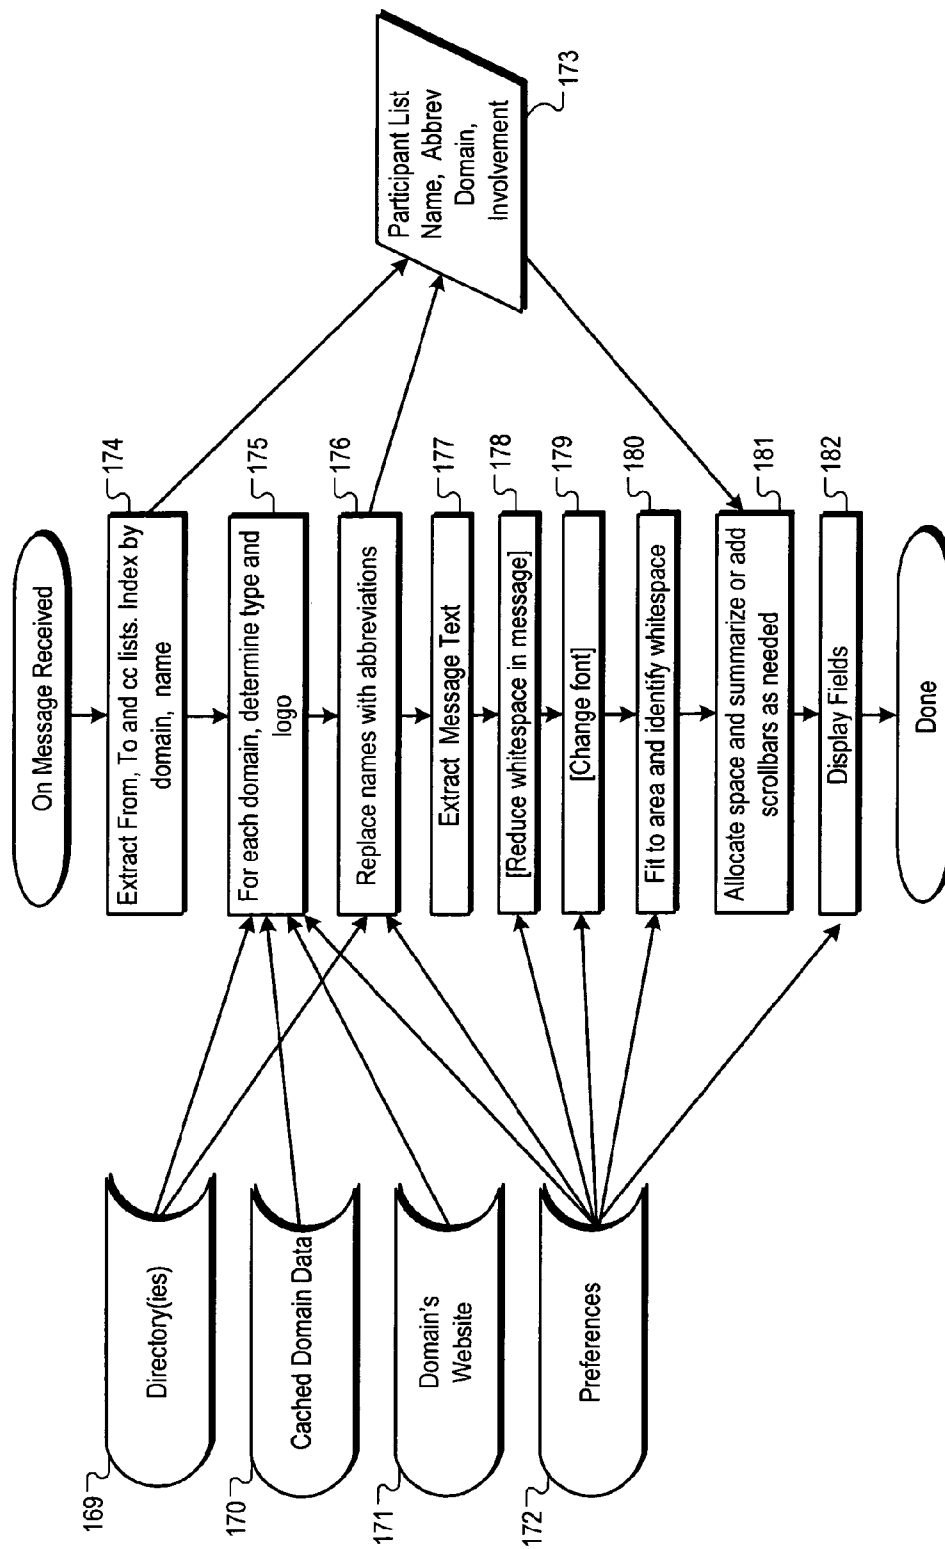 On Message Received
174
Extract From, To and cc lists. Index by
domain, name
175
For each domain, determine type and
logo
176
Replace names with abbreviations
177
Extract Message Text
178
[Reduce whitespace in message]
179
[Change font]
180
Fit to area and identify whitespace
181
Allocate space and summarize or add
scrollbars as needed
182
Display Fields
Done
169
Directory(ies)
170
Cached Domain Data
171
Domain's
Website
172
Preferences
Participant List
Name, Abbrev
Domain,
Involvement
173